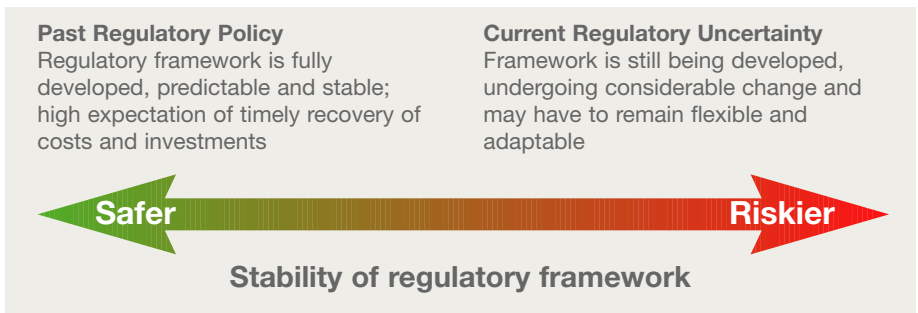 Past Regulatory Policy
Regulatory framework is fully
developed, predictable and stable;
high expectation of timely recovery of
costs and investments
Current Regulatory Uncertainty
Framework is still being developed,
undergoing considerable change and
may have to remain flexible and
adaptable
Safer
Riskier
Stability of regulatory framework